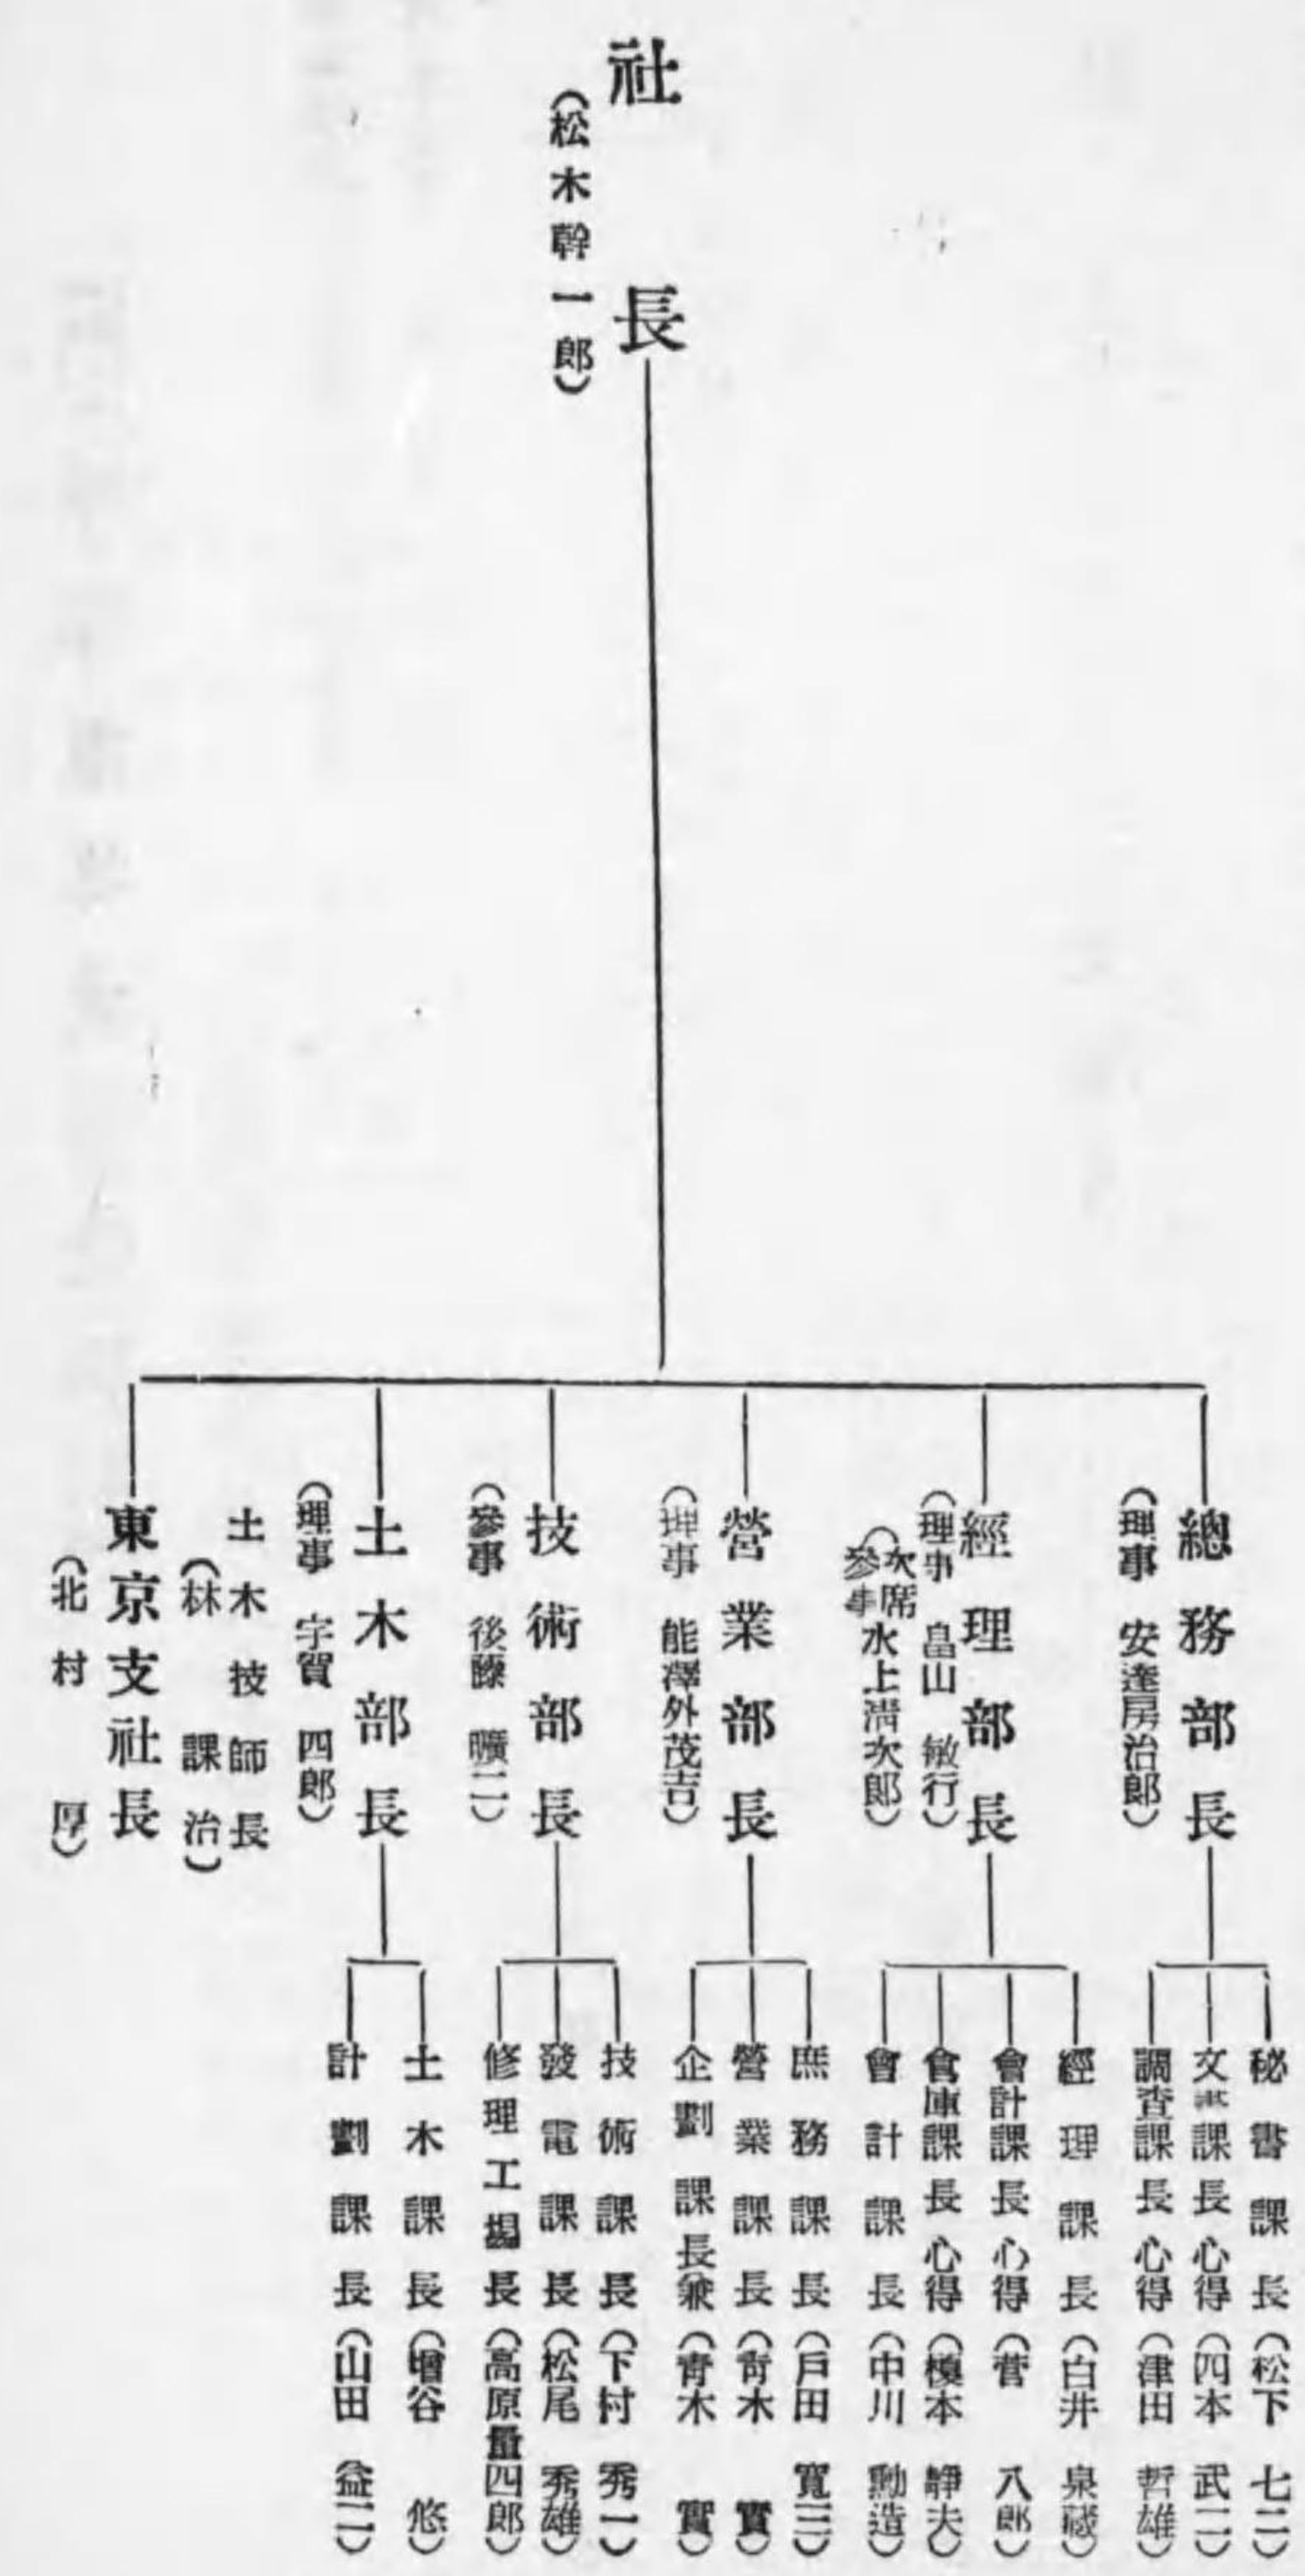 社長
(松木幹一郎)
總務部長
(理事 安達房治郎)
經理部長
(理事 畠山 敏行)
(次席參事 水上淸次郎)
營業部長
(理事 能澤外茂吉)
技術部長
(參事 後藤 曠二)
土木部長
(理事 宇賀 四郎)
土木技師長
(林 課治)
東京支社長
(北村 厚)
秘書課長(松下 七二)
文書課長心得(四本 武二)
調査課長心得(津田 哲雄)
經理課長(白井 泉藏)
會計課長心得(菅 八郎)
倉庫課長心得(榎本 靜夫)
會計課長(中川 勳造)
庶務課長(戶田 寬三)
營業課長(靑木 實)
企劃課長兼(靑木 實)
技術課長(下村 秀一)
發電課長(松尾 秀雄)
修理工場長(高原量四郎)
土木課長(增谷 悠)
計劃課長(山田 益二)